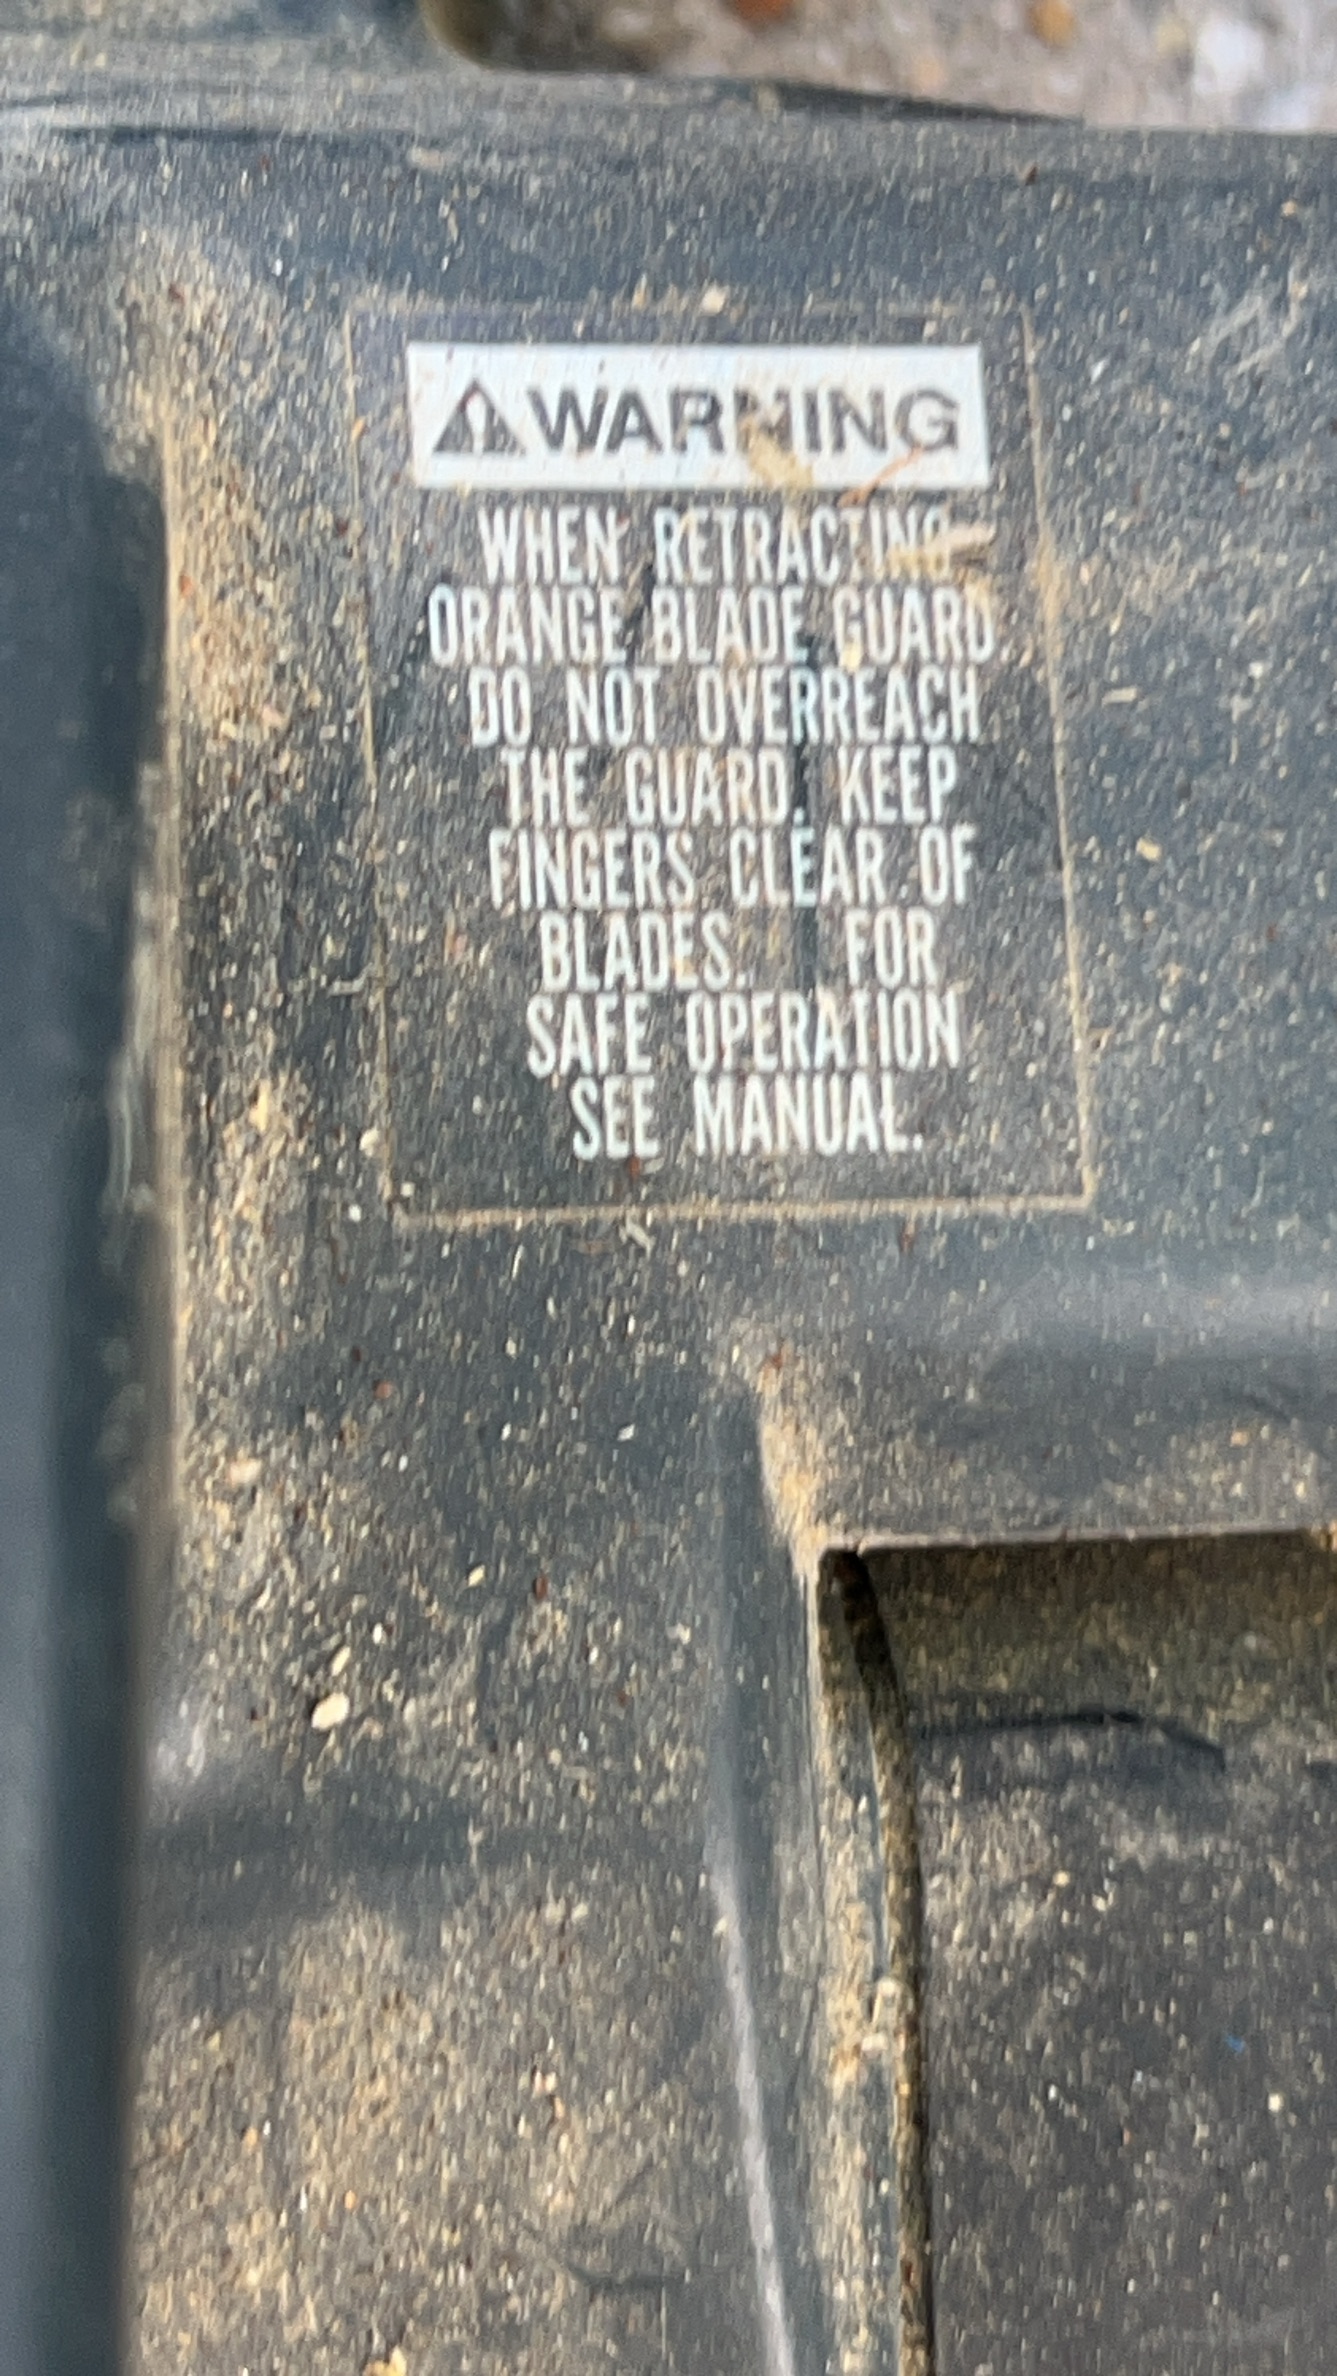 WARNING
WHEN RETRACTING
ORANGE BLADE GUARD.
DO NOT OVERREACH
THE GUARD. KEEP
FINGERS CLEAR OF
BLADES. FOR
SAFE OPERATION
SEE MANUAL.